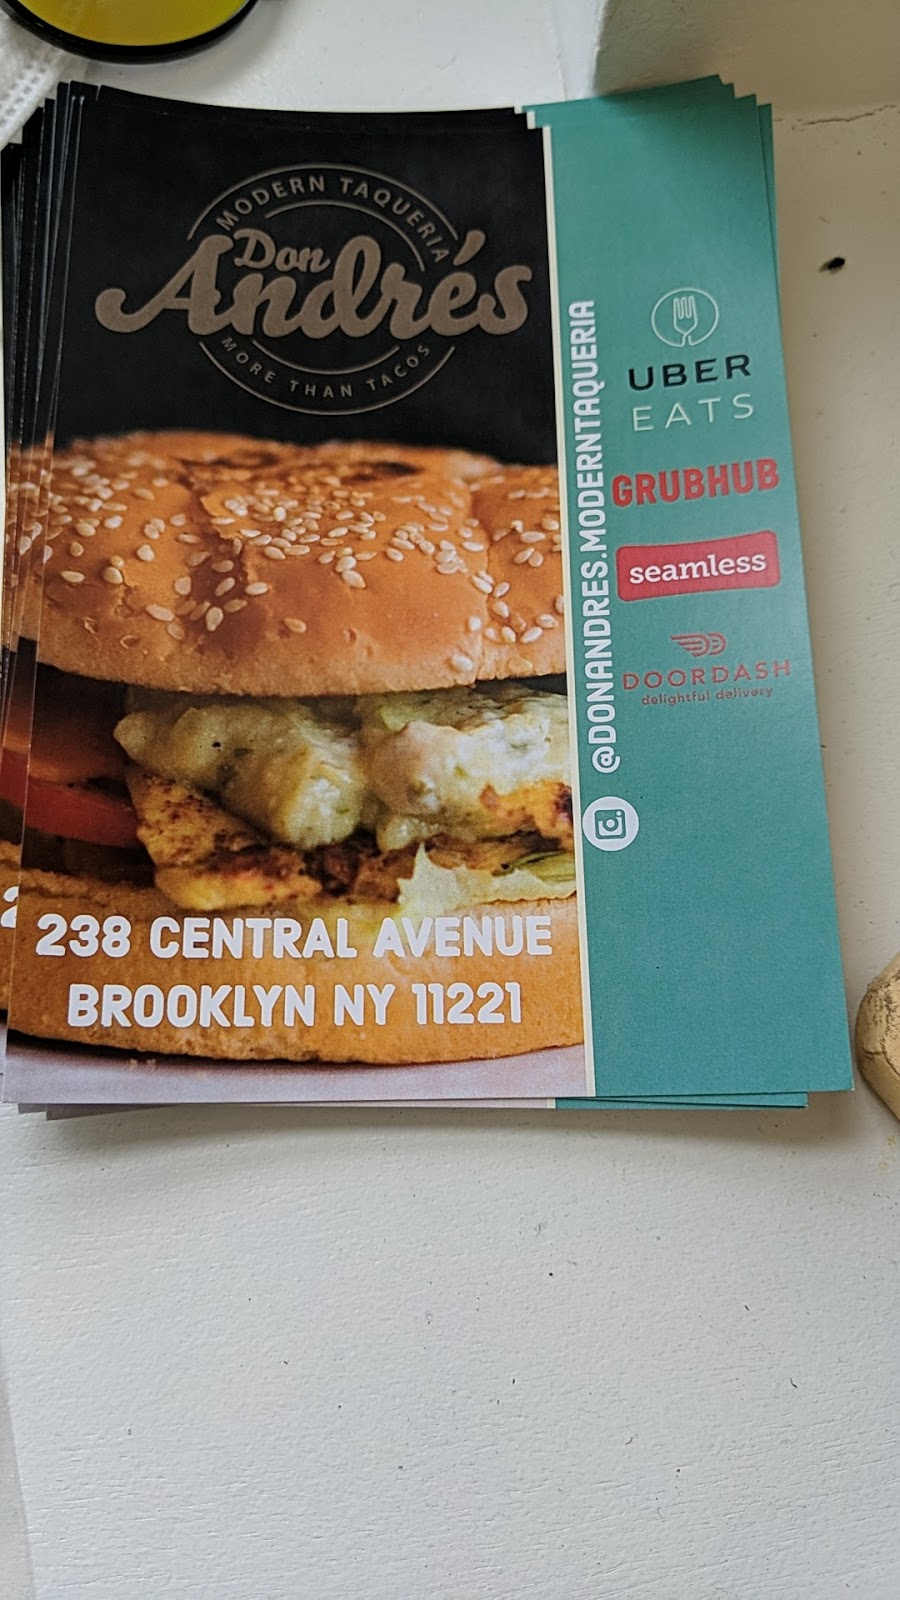 MODERN TAQUERIA
Don
Andrés
MORE THAN TACOS
238 CENTRAL AVENUE
BROOKLYN NY 11221
@DONANDRES.MODERNTAQUERIA
UBER
EATS
GRUBHUB
seamless
DOORDASH
delightful delivery
2